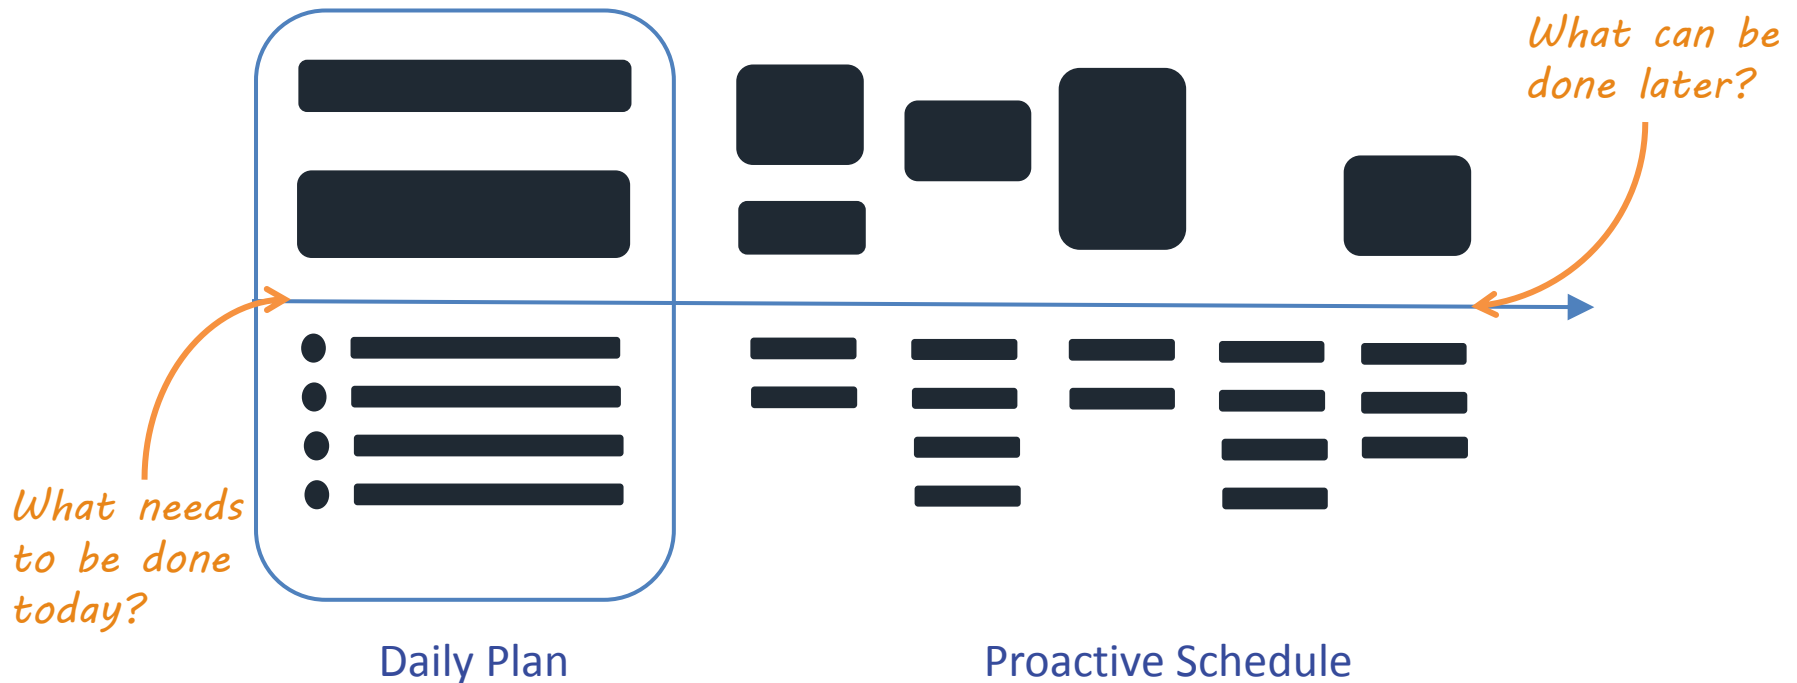 What can be
done later?
What needs
to be done
today?
Daily Plan
Proactive Schedule